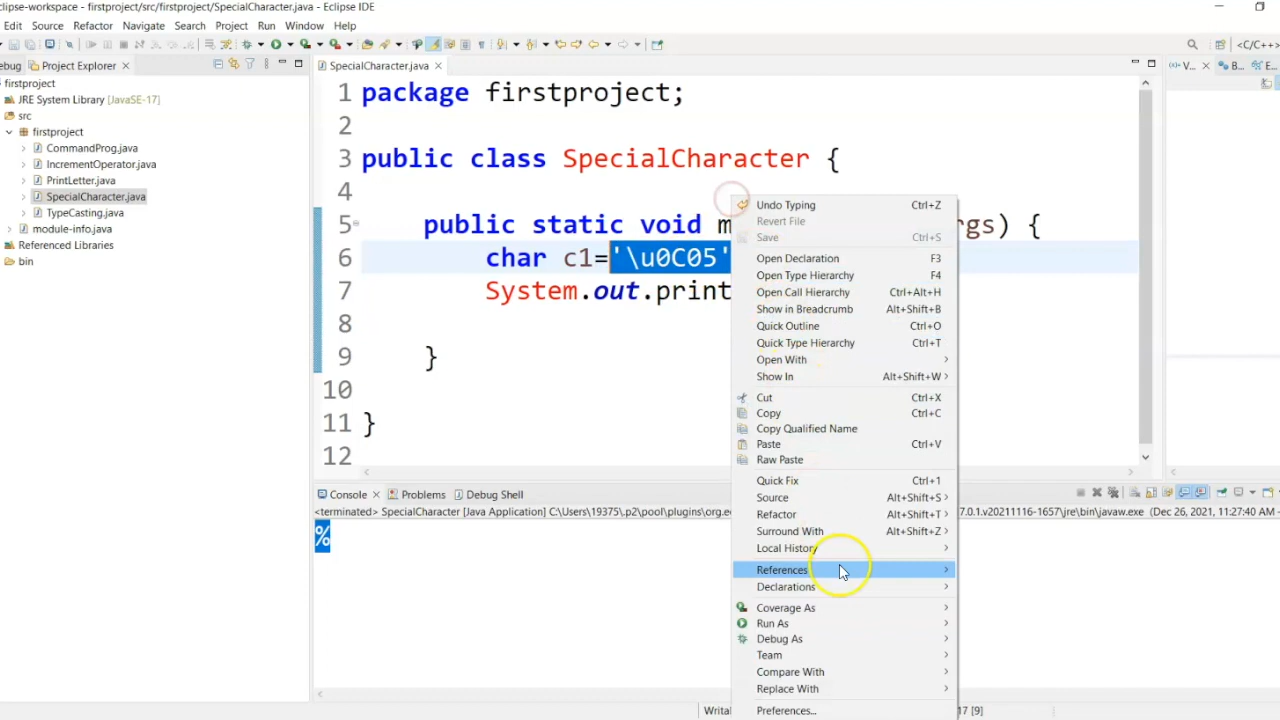 clipse-workspace - firstproject/src/firstproject/SpecialCharacter.java - Eclipse IDE
Edit Source Refactor Navigate Search Project Run Window Help
<C/C++>
ebug Project Explorer
firstproject
JRE System Library [JavaSE-17]
src
firstproject
CommandProg.java
IncrementOperator.java
PrintLetter.java
SpecialCharacter.java
TypeCasting.java
module-info.java
Referenced Libraries
bin
SpecialCharacter.java
V... B... E...
1 package firstproject;
2
3 public class SpecialCharacter {
4
5 public static void m rgs) {
6 char c1='\u0C05'
7 System.out.print
8
9 }
10
11 }
12
Undo Typing Ctrl+Z
Revert File
Save Ctrl+S
Open Declaration F3
Open Type Hierarchy F4
Open Call Hierarchy Ctrl+Alt+H
Show in Breadcrumb Alt+Shift+B
Quick Outline Ctrl+O
Quick Type Hierarchy Ctrl+T
Open With
Show In Alt+Shift+W
Cut Ctrl+X
Copy Ctrl+C
Copy Qualified Name
Paste Ctrl+V
Raw Paste
Quick Fix Ctrl+1
Source Alt+Shift+S
Refactor Alt+Shift+T
Surround With Alt+Shift+Z
Local History
References
Declarations
Coverage As
Run As
Debug As
Team
Compare With
Replace With
Preferences...
Console Problems Debug Shell
<terminated> SpecialCharacter [Java Application] C:\Users\19375\.p2\pool\plugins\org.ec 7.0.1.v20211116-1657\jre\bin\javaw.exe (Dec 26, 2021, 11:27:40 AM
%
Writal 17 [9]